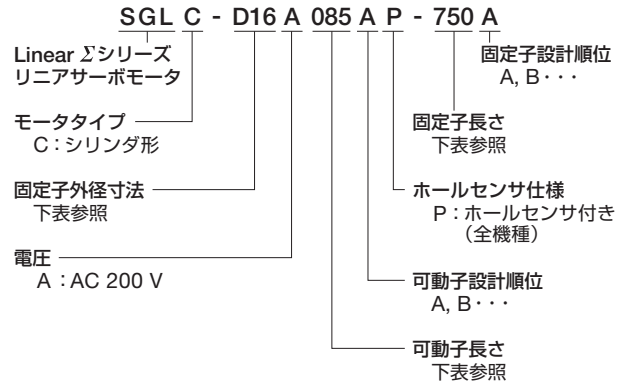 SGL C - D16 A 085 A P - 750 A
Linear Σシリーズ
リニアサーボモータ
モータタイプ
C：シリンダ形
固定子外径寸法
下表参照
電圧
A：AC 200 V
固定子設計順位
A, B・・・
固定子長さ
下表参照
ホールセンサ仕様
P：ホールセンサ付き
（全機種）
可動子設計順位
A, B・・・
可動子長さ
下表参照